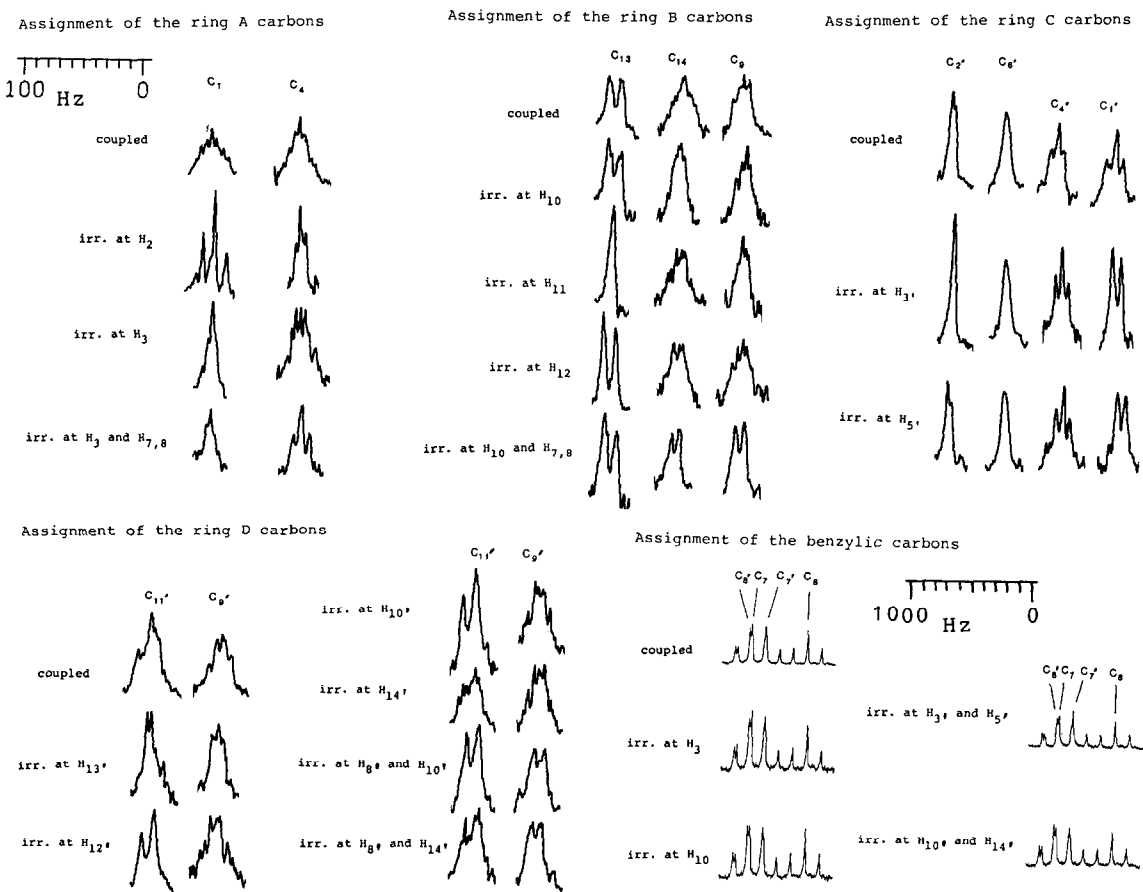 Assignment of the ring A carbons
100 Hz 0
C1 C4
coupled
irr. at H2
irr. at H3
irr. at H3 and H7,8
Assignment of the ring B carbons
C13 C14 C9
coupled
irr. at H10
irr. at H11
irr. at H12
irr. at H10 and H7,8
Assignment of the ring C carbons
C2' C6' C4' C1'
coupled
irr. at H3'
irr. at H5'
Assignment of the ring D carbons
C11' C9'
coupled
irr. at H13'
irr. at H12'
C11' C9'
irr. at H10'
irr. at H14'
irr. at H8' and H10'
irr. at H8' and H14'
Assignment of the benzylic carbons
C8' C7 C7' C8
coupled
irr. at H3
irr. at H10
1000 Hz 0
C8' C7 C7' C8
irr. at H3' and H5'
irr. at H10' and H14'